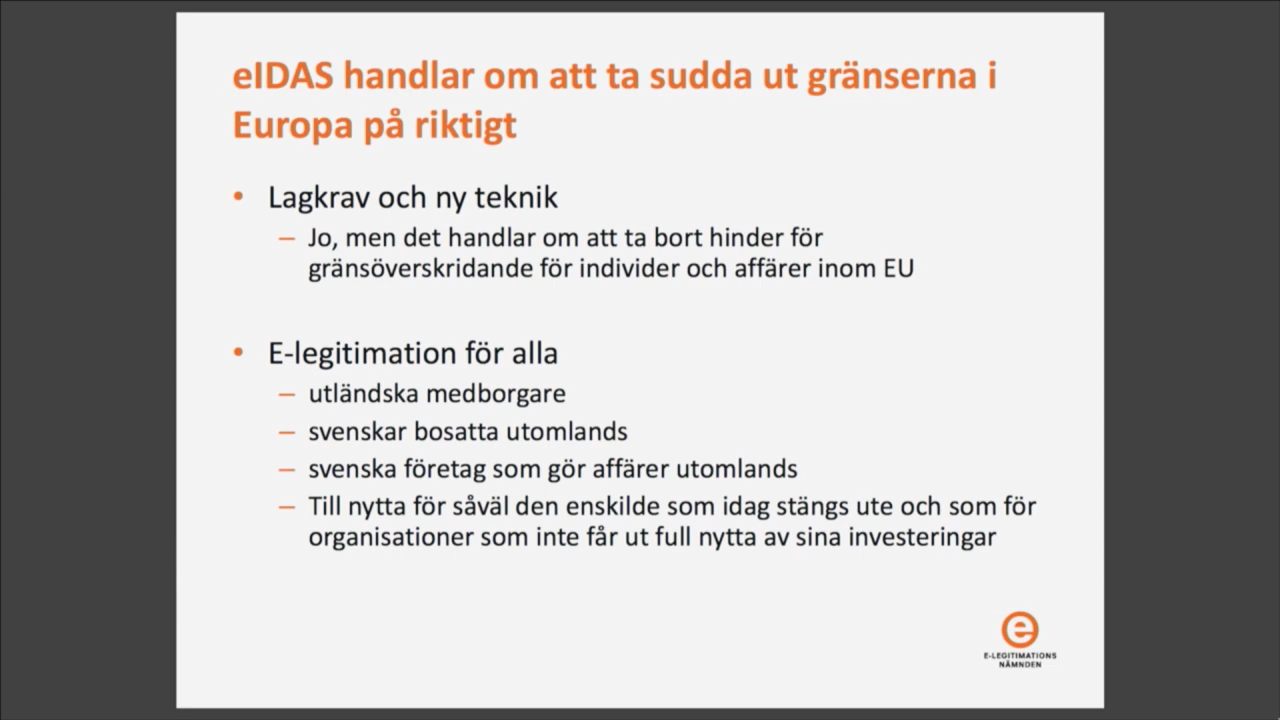 eIDAS handlar om att ta sudda ut gränserna i
Europa på riktigt
• Lagkrav och ny teknik
– Jo, men det handlar om att ta bort hinder för
gränsöverskridande för individer och affärer inom EU
• E-legitimation för alla
– utländska medborgare
– svenskar bosatta utomlands
– svenska företag som gör affärer utomlands
– Till nytta för såväl den enskilde som idag stängs ute och som för
organisationer som inte får ut full nytta av sina investeringar
e
E-LEGITIMATIONS
NÄMNDEN